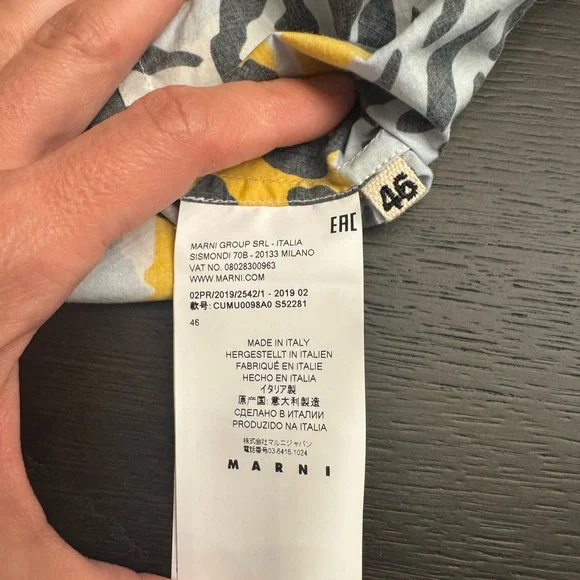 46
EAC
MARNI GROUP SRL - ITALIA
SISMONDI 70B - 20133 MILANO
VAT NO. 08028300963
WWW.MARNI.COM
02PR/2019/2542/1 - 2019 02
款号: CUMU0098A0 S52281
46
MADE IN ITALY
HERGESTELLT IN ITALIEN
FABRIQUÉ EN ITALIE
HECHO EN ITALIA
イタリア製
原产国: 意大利製造
СДЕЛАНО В ИТАЛИИ
PRODUZIDO NA ITALIA
株式会社マルニジャパン
電話番号03-6416-1024
MARNI